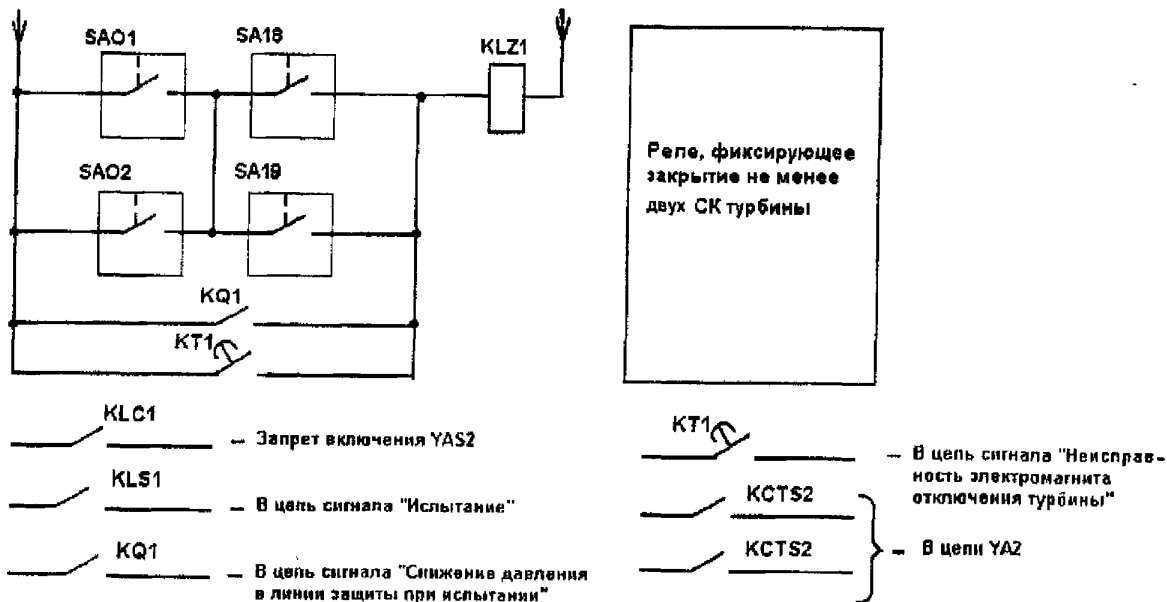 SAO1
SA18
KLZ1
SAO2
SA19
KQ1
KT1
Реле, фиксирующее
закрытие не менее
двух СК турбины
KLC1
– Запрет включения YAS2
KLS1
– В цепь сигнала "Испытание"
KQ1
– В цепь сигнала "Снижение давления
в линии защиты при испытании"
KT1
– В цепь сигнала "Неисправ-
ность электромагнита
отключения турбины"
KCTS2
KCTS2
– В цепи YA2